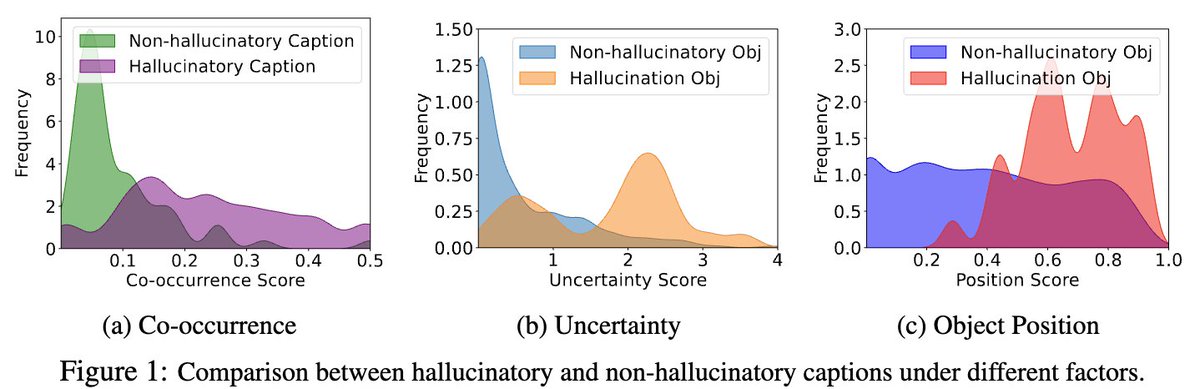 10
8
6
4
2
0
Frequency
Non-hallucinatory Caption
Hallucinatory Caption
0.1 0.2 0.3 0.4 0.5
Co-occurrence Score
(a) Co-occurrence
1.50
1.25
1.00
0.75
0.50
0.25
0.00
Frequency
Non-hallucinatory Obj
Hallucination Obj
1 2 3 4
Uncertainty Score
(b) Uncertainty
3.0
2.5
2.0
1.5
1.0
0.5
0.0
Frequency
Non-hallucinatory Obj
Hallucination Obj
0.2 0.4 0.6 0.8 1.0
Position Score
(c) Object Position
Figure 1: Comparison between hallucinatory and non-hallucinatory captions under different factors.